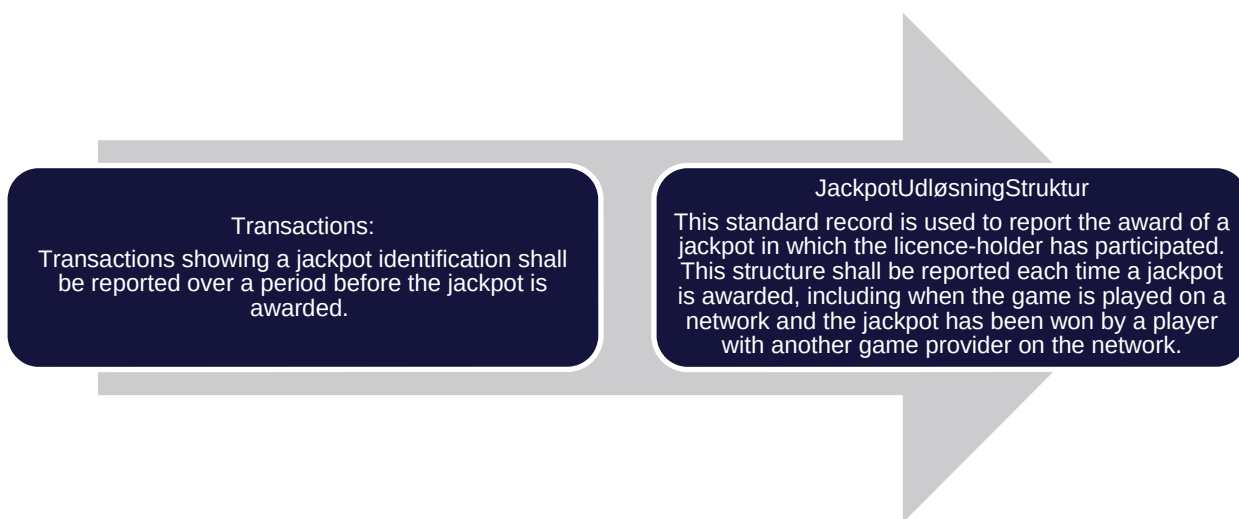 Transactions:
Transactions showing a jackpot identification shall
be reported over a period before the jackpot is
awarded.
JackpotUdløsningStruktur
This standard record is used to report the award of a
jackpot in which the licence-holder has participated.
This structure shall be reported each time a jackpot
is awarded, including when the game is played on a
network and the jackpot has been won by a player
with another game provider on the network.